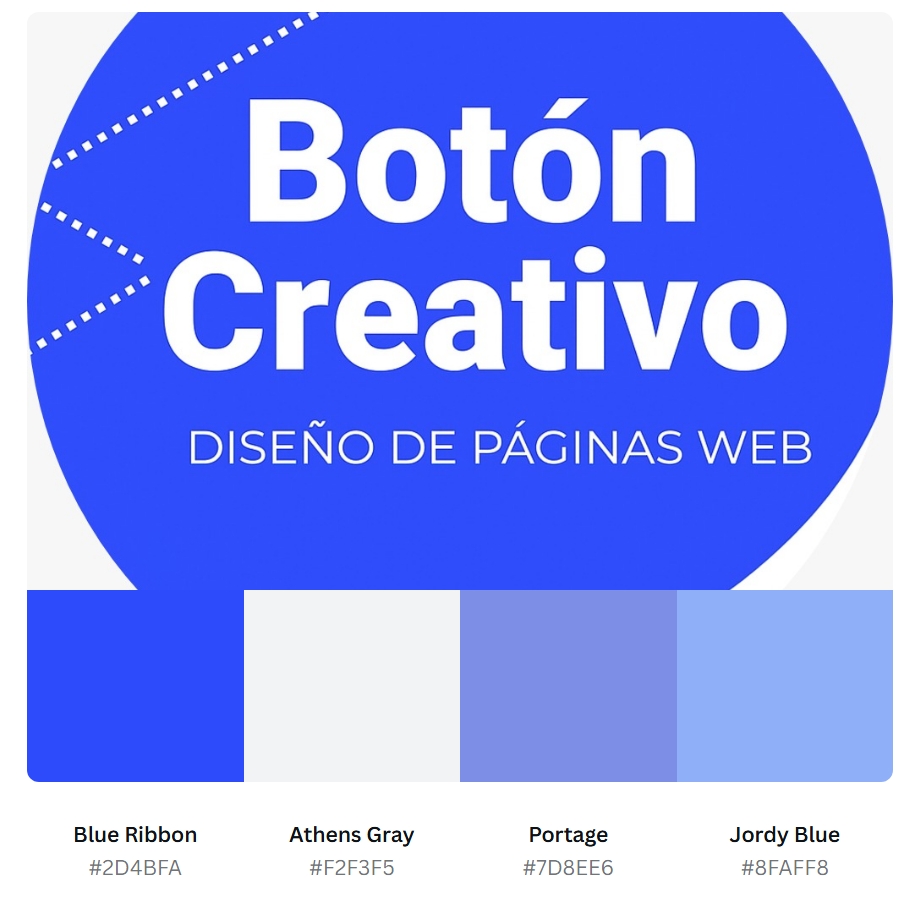 Botón
Creativo
DISEÑO DE PÁGINAS WEB
Blue Ribbon Athens Gray Portage Jordy Blue
#2D4BFA #F2F3F5 #7D8EE6 #8FAFF8